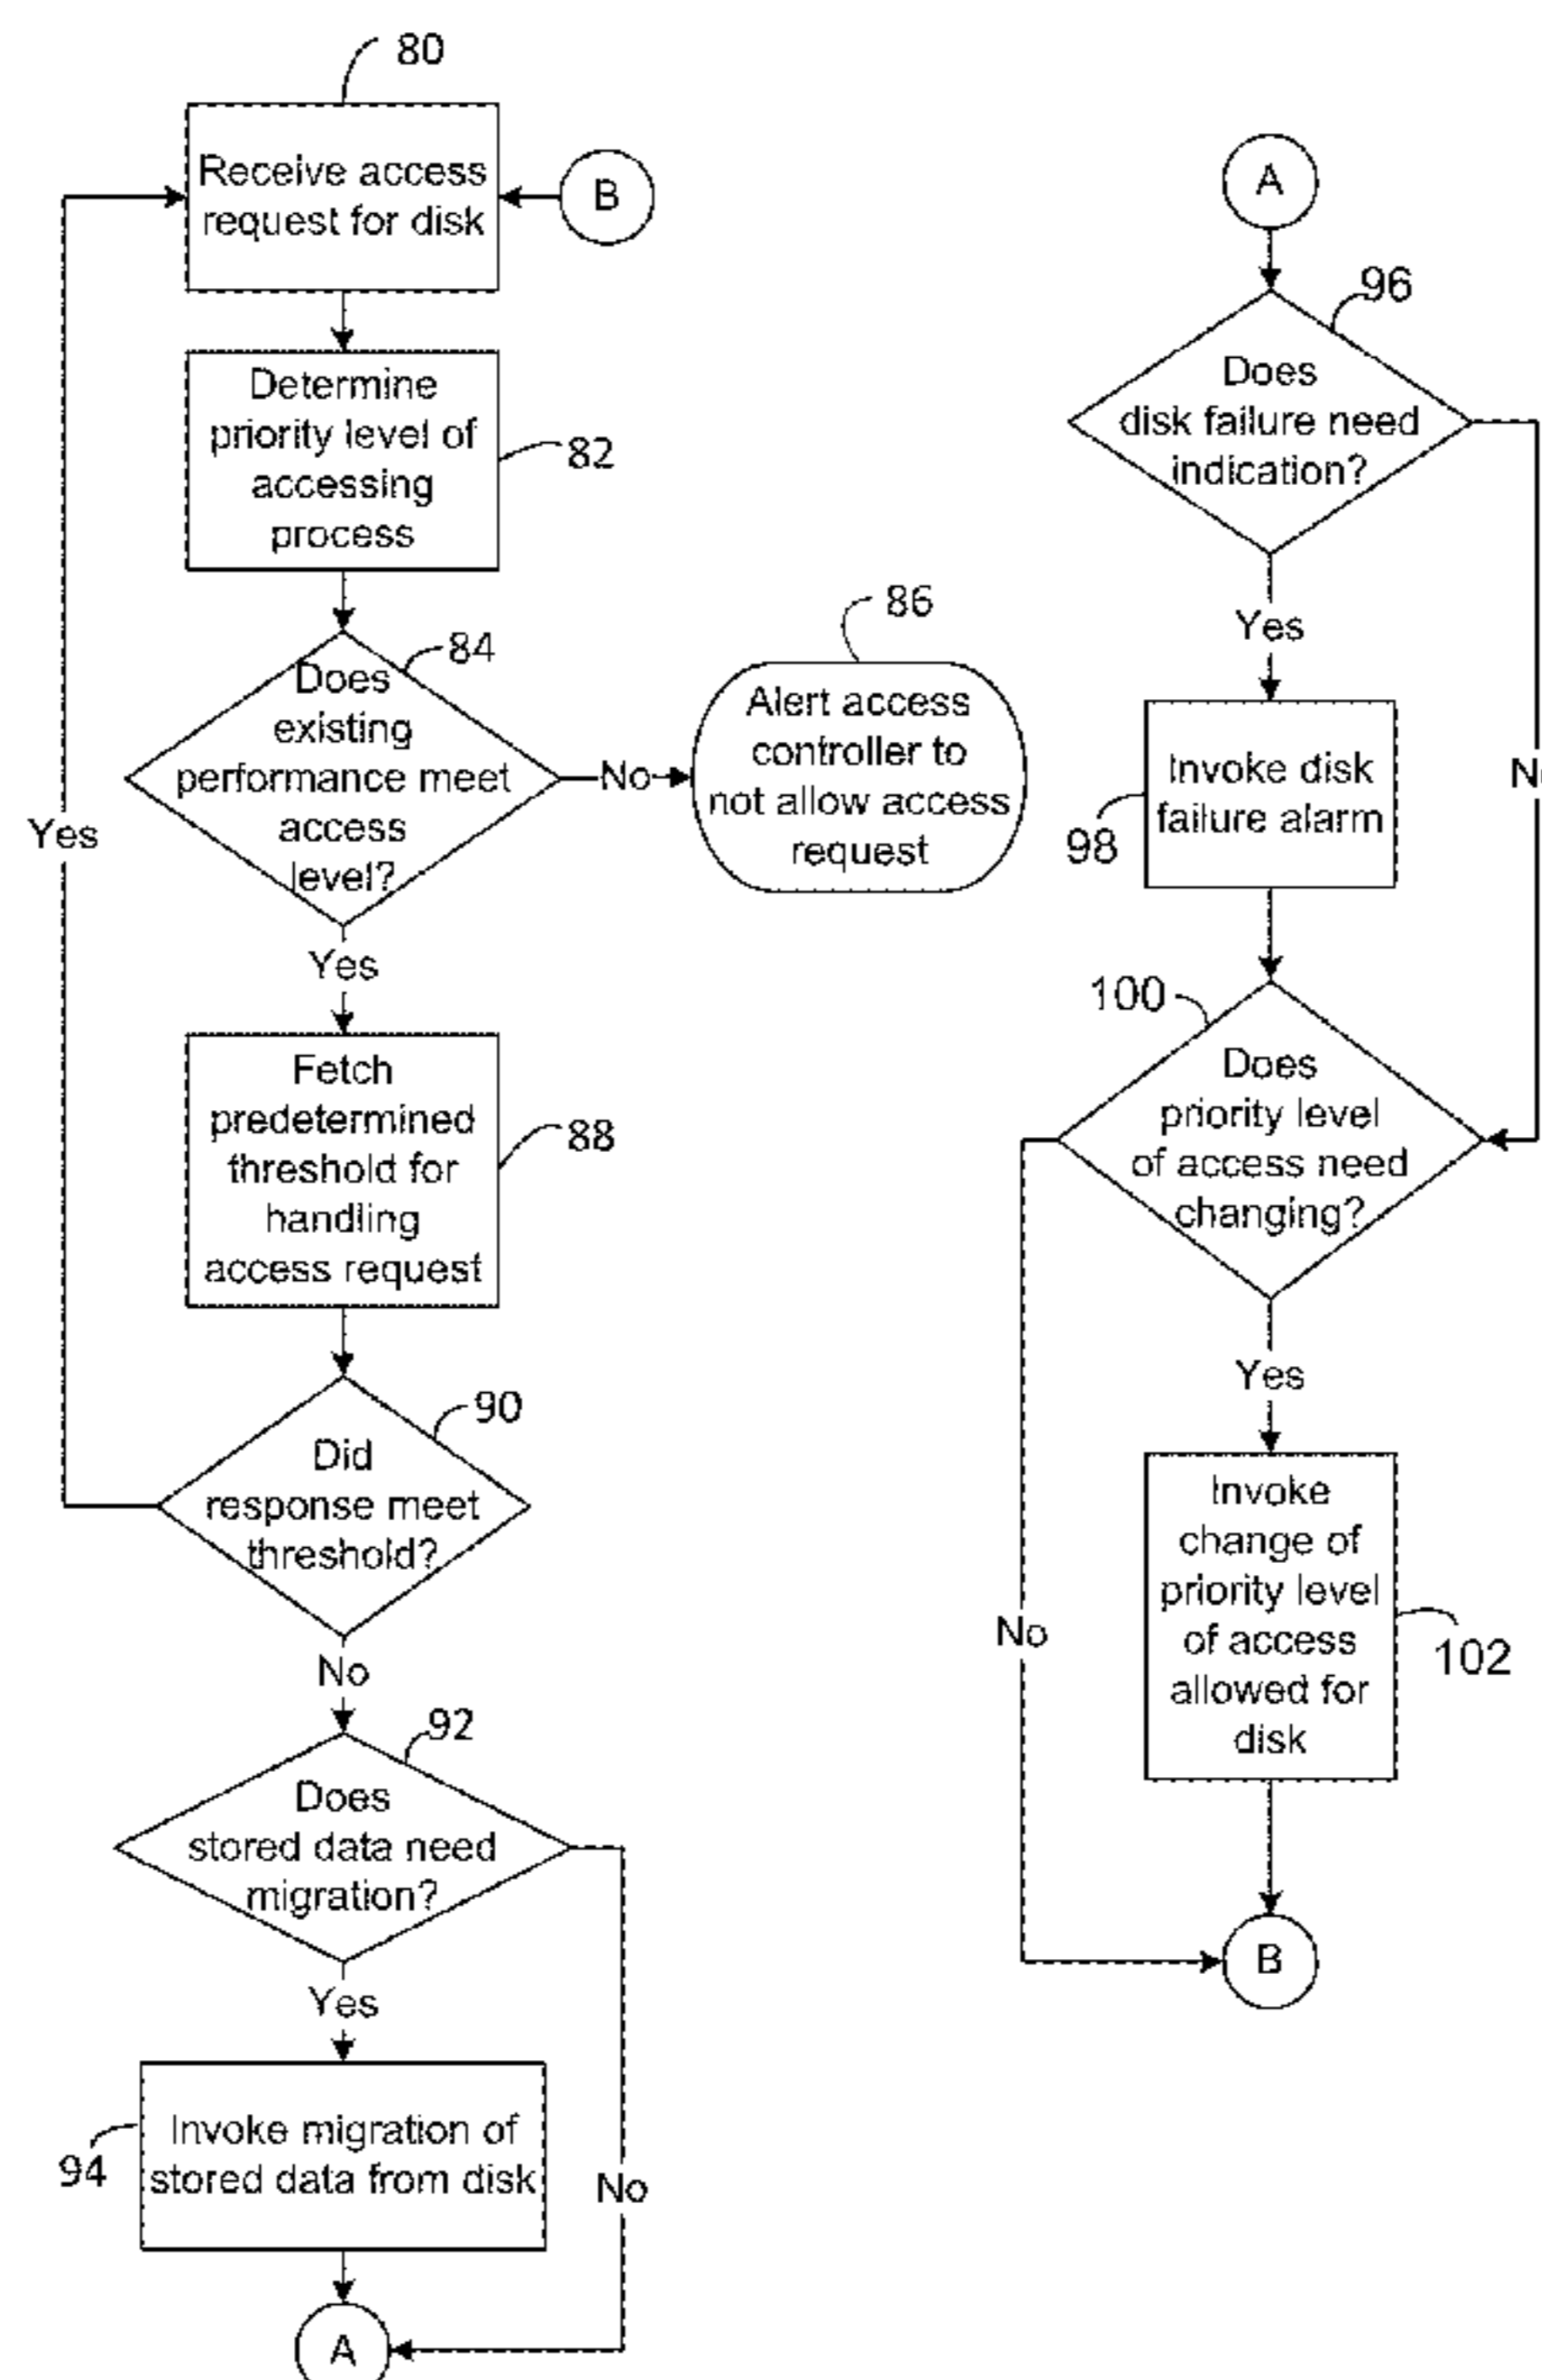 80
Receive access
request for disk
B
Determine
priority level of
accessing
process
82
84
Does
existing
performance meet
access
level?
No
86
Alert access
controller to
not allow access
request
Yes
Yes
Fetch
predetermined
threshold for
handling
access request
88
90
Did
response meet
threshold?
No
92
Does
stored data need
migration?
Yes
No
94
Invoke migration of
stored data from disk
A
A
96
Does
disk failure need
indication?
Yes
Invoke disk
failure alarm
98
100
Does
priority level
of access need
changing?
Yes
No
Invoke
change of
priority level
of access
allowed for
disk
102
B